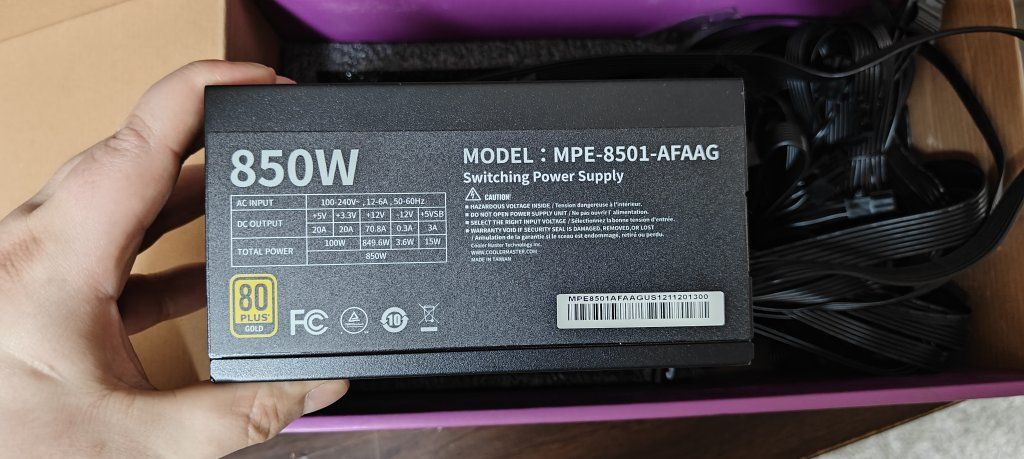 850W
AC INPUT 100-240V~ ,12-6A ,50-60Hz
DC OUTPUT +5V +3.3V +12V -12V +5VSB
20A 20A 70.8A 0.3A 3A
TOTAL POWER 100W 849.6W 3.6W 15W
850W
80
PLUS
GOLD
FC
10
MODEL：MPE-8501-AFAAG
Switching Power Supply
CAUTION
■ HAZARDOUS VOLTAGE INSIDE / Tension dangereuse à l'interieur.
■ DO NOT OPEN POWER SUPPLY UNIT / Ne pas ouvrir l' alimentation.
■ SELECT THE RIGHT INPUT VOLTAGE / Sélectionnez la bonne tension d'entrée.
■ WARRANTY VOID IF SECURITY SEAL IS DAMAGED, REMOVED, OR LOST
/ Annulation de la garantie si le sceau est endommagé, retiré ou perdu.
Cooler Master Technology Inc.
WWW.COOLERMASTER.COM
MADE IN TAIWAN
MPE8501AFAAGUS1211201300